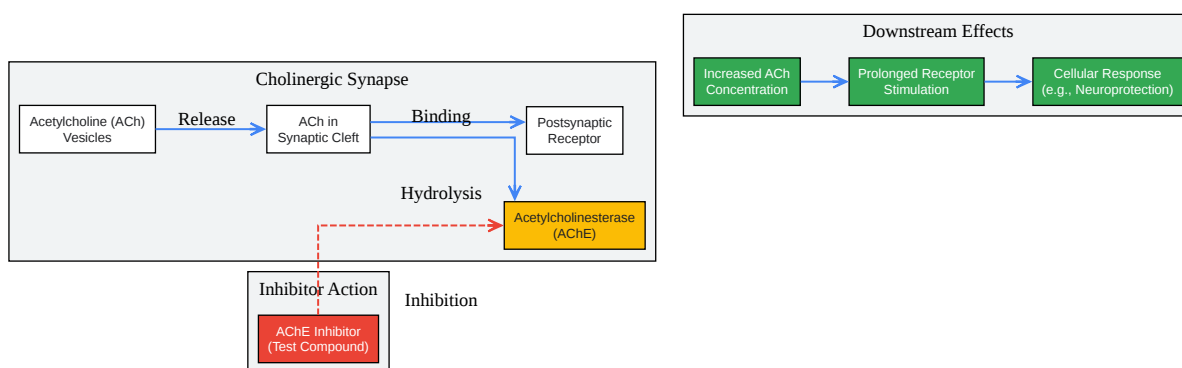 Downstream Effects
Increased ACh
Concentration
Prolonged Receptor
Stimulation
Cellular Response
(e.g., Neuroprotection)
Cholinergic Synapse
Acetylcholine (ACh)
Vesicles
Release
ACh in
Synaptic Cleft
Binding
Postsynaptic
Receptor
Hydrolysis
Acetylcholinesterase
(AChE)
Inhibitor Action
Inhibition
AChE Inhibitor
(Test Compound)